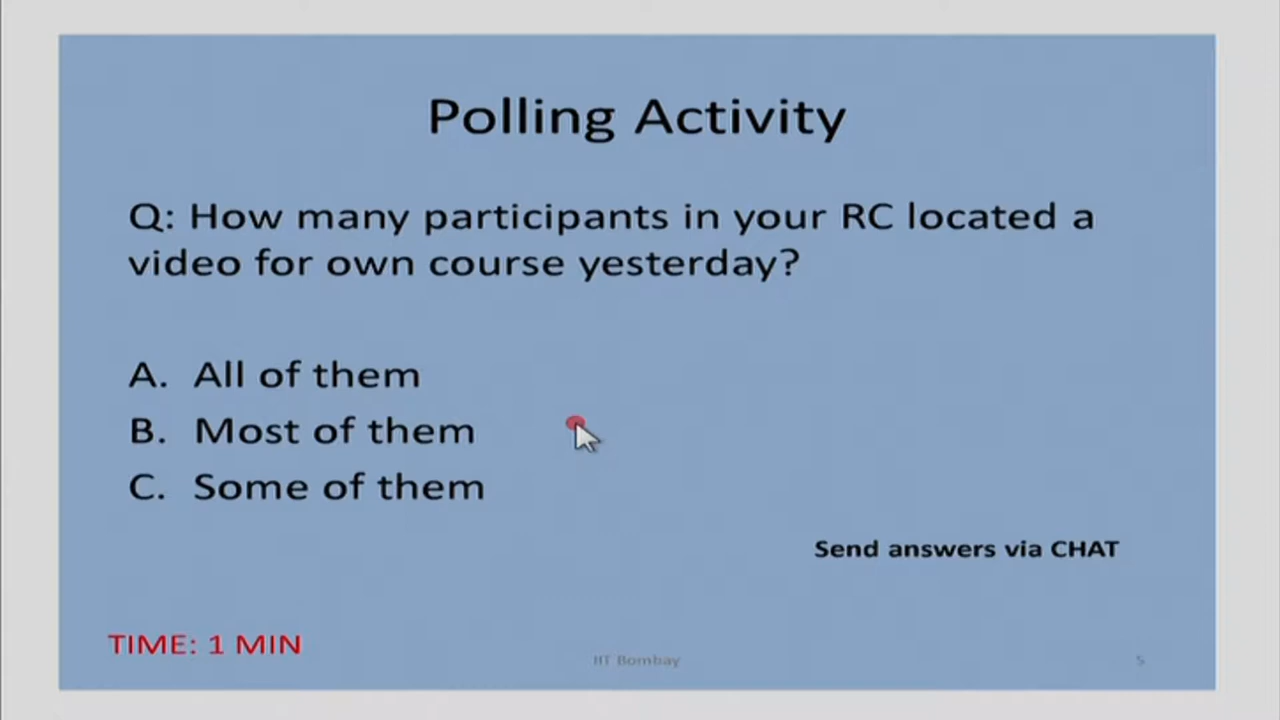 Polling Activity
Q: How many participants in your RC located a
video for own course yesterday?
A. All of them
B. Most of them
C. Some of them
Send answers via CHAT
TIME: 1 MIN
IIT Bombay
5